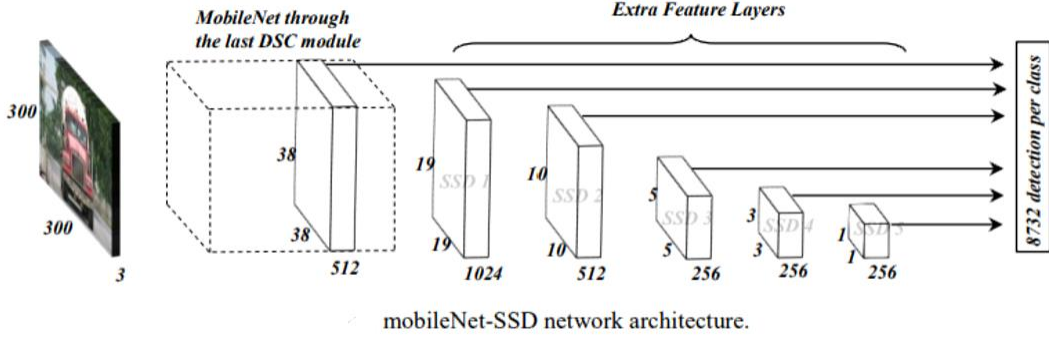 Extra Feature Layers
MobileNet through
the last DSC module
300
300
3
38
38
512
19
SSD 1
19
1024
10
SSD 2
10
512
5
SSD 3
5
256
3
SSD 4
3
256
1
SSD 5
1
256
8732 detection per class
mobileNet-SSD network architecture.